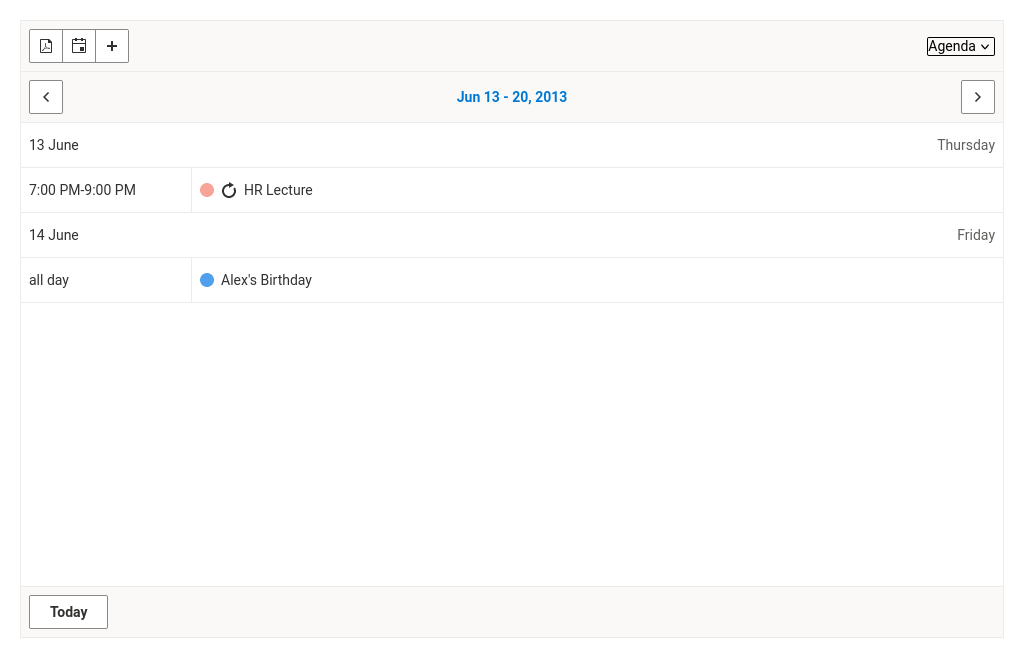 Agenda
Jun 13 - 20, 2013
13 June Thursday
7:00 PM-9:00 PM HR Lecture
14 June Friday
all day Alex's Birthday
Today